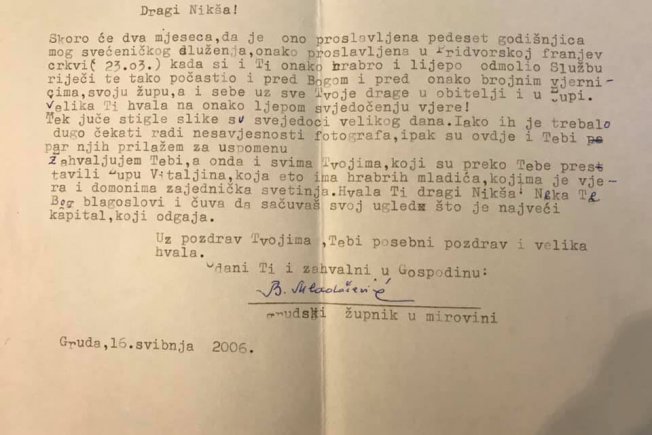 Dragi Nikša!
Skoro će dva mjeseca,da je ono proslavljena pedeset godišnjica
mog svećeničkog služenja,onako proslavljena u Pridvorskoj franjev
crkvi( 23.03.) kada si i Ti onako hrabro i lijepo odmolio Službu
riječi te tako počastio i pred Bogom i pred onako brojnim vjerni-
çima,svoju župu,a i sebe uz sve Tvoje drage u obitelji i u Župi.
Velika Ti hvala na onako ljepom svjedočenju vjere!
Tek juče stigle slike su svejedoci velikog dana.Iako ih je trebalo
dugo čekati radi nesavjesnosti fotografa,ipak su ovdje i Tebi
par njih prilažem za uspomenu
Zahvaljujem Tebi,a onda i svima Tvojima,koji su preko Tebe pres
tavili Župu Vitaljina,koja eto ima hrabrih mladića,kojima je vje-
ra i domonima zajednička svetinja.Hvala Ti dragi Nikša! Neka Te
Bog blagoslovi i čuva da sačuvaš svoj ugled što je najveći
kapital,koji odgaja.
Uz pozdrav Tvojima ,Tebi posebni pozdrav i velika
hvala.
Odani Ti i zahvalni u Gospodinu:
B. Mladošević
Grudski župnik u mirovini
Gruda,16.svibnja 2006.